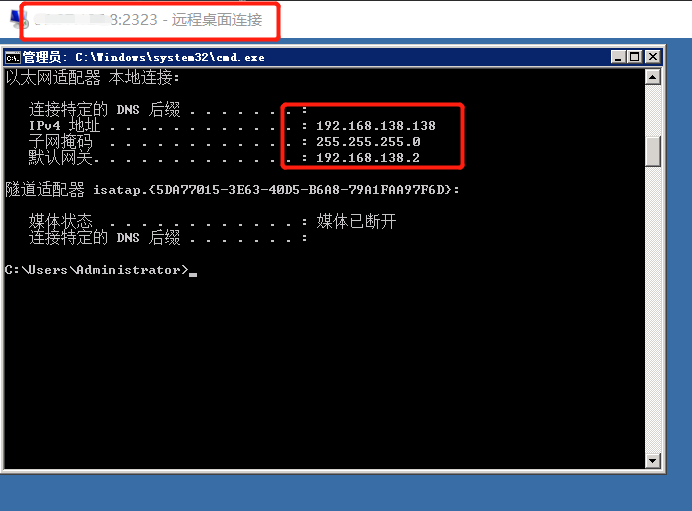 8:2323 - 远程桌面连接
管理员: C:\Windows\system32\cmd.exe
以太网适配器 本地连接:
连接特定的 DNS 后缀 . . . . . . . :
IPv4 地址 . . . . . . . . . . . . : 192.168.138.138
子网掩码 . . . . . . . . . . . . : 255.255.255.0
默认网关. . . . . . . . . . . . . : 192.168.138.2
隧道适配器 isatap.{5DA77015-3E63-40D5-B6A8-79A1FAA97F6D}:
媒体状态 . . . . . . . . . . . . : 媒体已断开
连接特定的 DNS 后缀 . . . . . . . :
C:\Users\Administrator>_